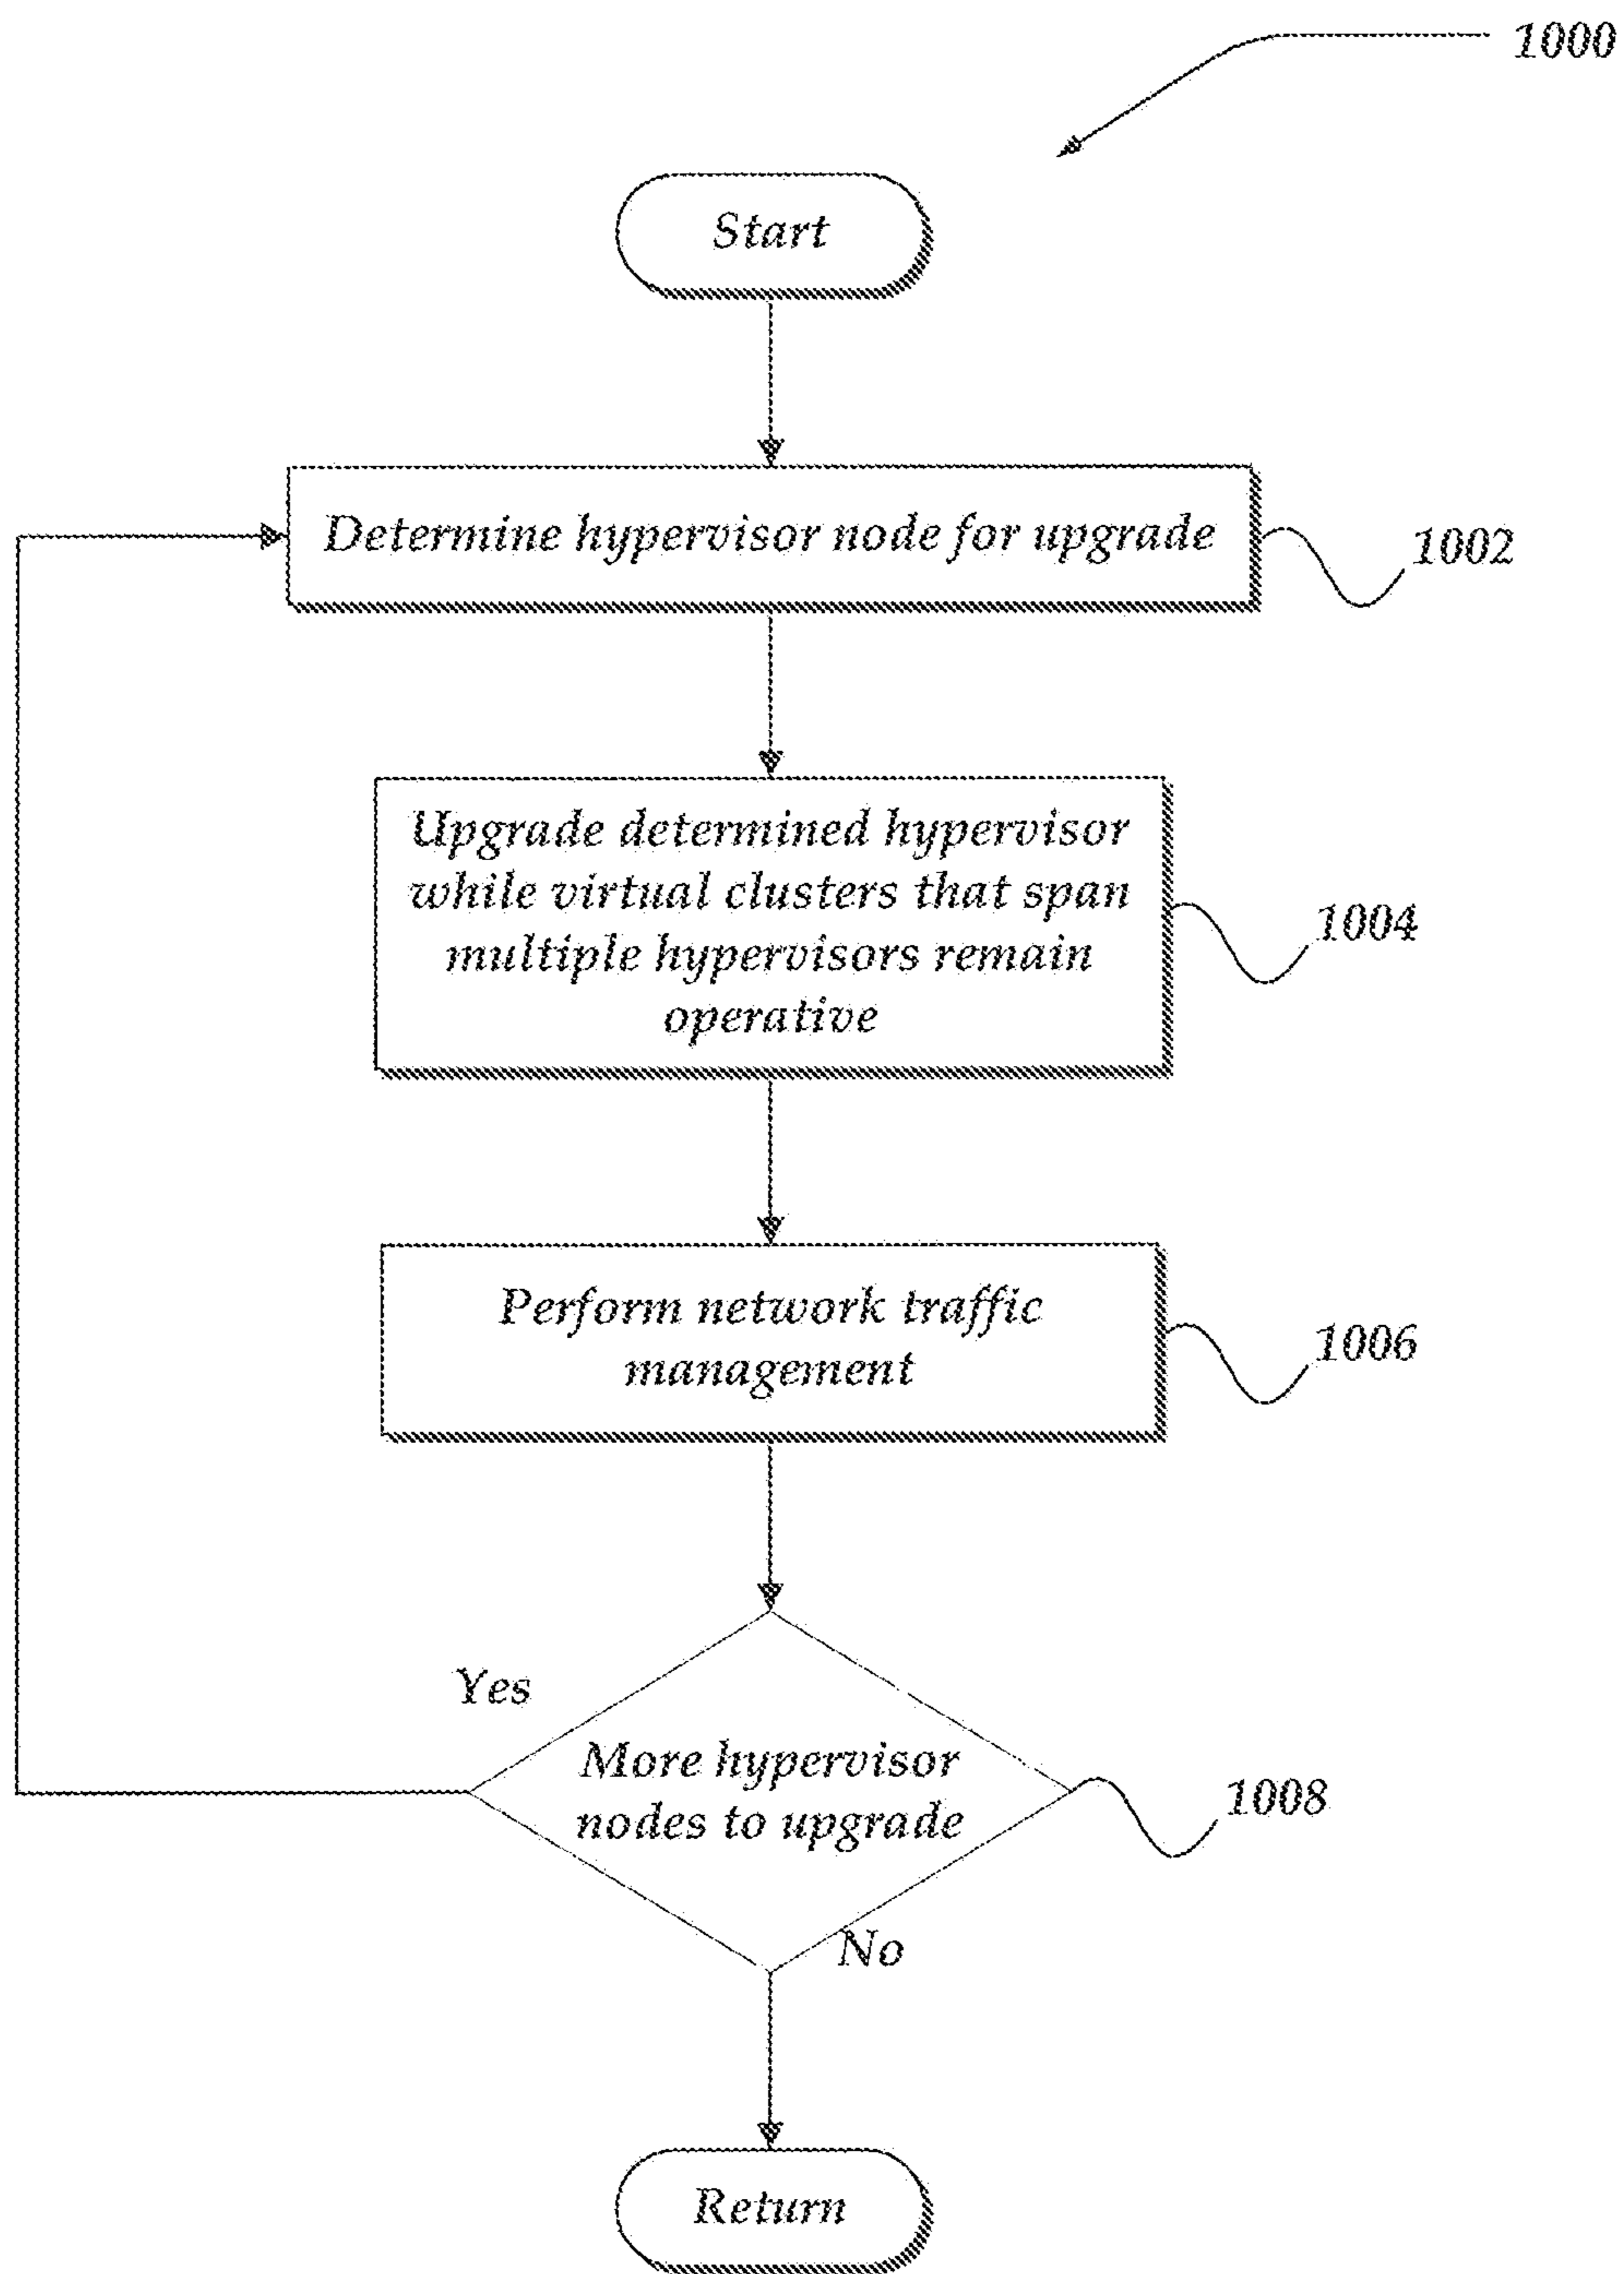 1000
Start
Determine hypervisor node for upgrade
1002
Upgrade determined hypervisor
while virtual clusters that span
multiple hypervisors remain
operative
1004
Perform network traffic
management
1006
Yes
More hypervisor
nodes to upgrade
1008
No
Return